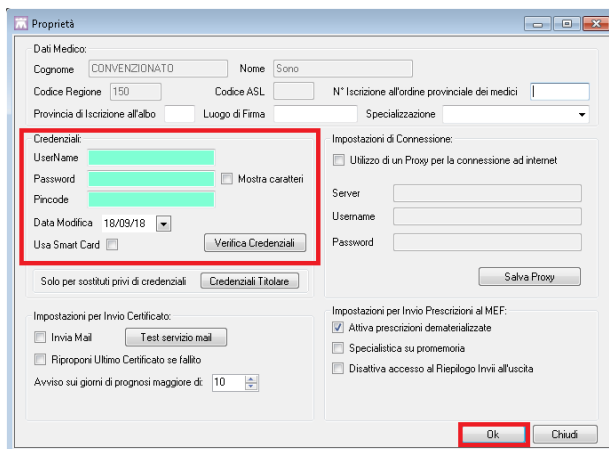 Proprietà
Dati Medico:
Cognome CONVENZIONATO Nome Sono
Codice Regione 150 Codice ASL N° Iscrizione all'ordine provinciale dei medici
Provincia di Iscrizione all'albo Luogo di Firma Specializzazione
Credenziali:
UserName
Password Mostra caratteri
Pincode
Data Modifica 18/09/18
Usa Smart Card Verifica Credenziali
Solo per sostituti privi di credenziali Credenziali Titolare
Impostazioni di Connessione:
Utilizzo di un Proxy per la connessione ad internet
Server
Username
Password
Salva Proxy
Impostazioni per Invio Certificato:
Invia Mail Test servizio mail
Riproponi Ultimo Certificato se fallito
Avviso sui giorni di prognosi maggiore di: 10
Impostazioni per Invio Prescrizioni al MEF:
Attiva prescrizioni dematerializzate
Specialistica su promemoria
Disattiva accesso al Riepilogo Invii all'uscita
Ok Chiudi